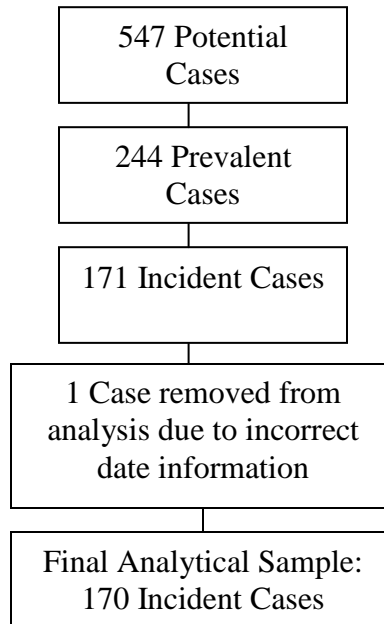 547 Potential
Cases
244 Prevalent
Cases
171 Incident Cases
1 Case removed from
analysis due to incorrect
date information
Final Analytical Sample:
170 Incident Cases